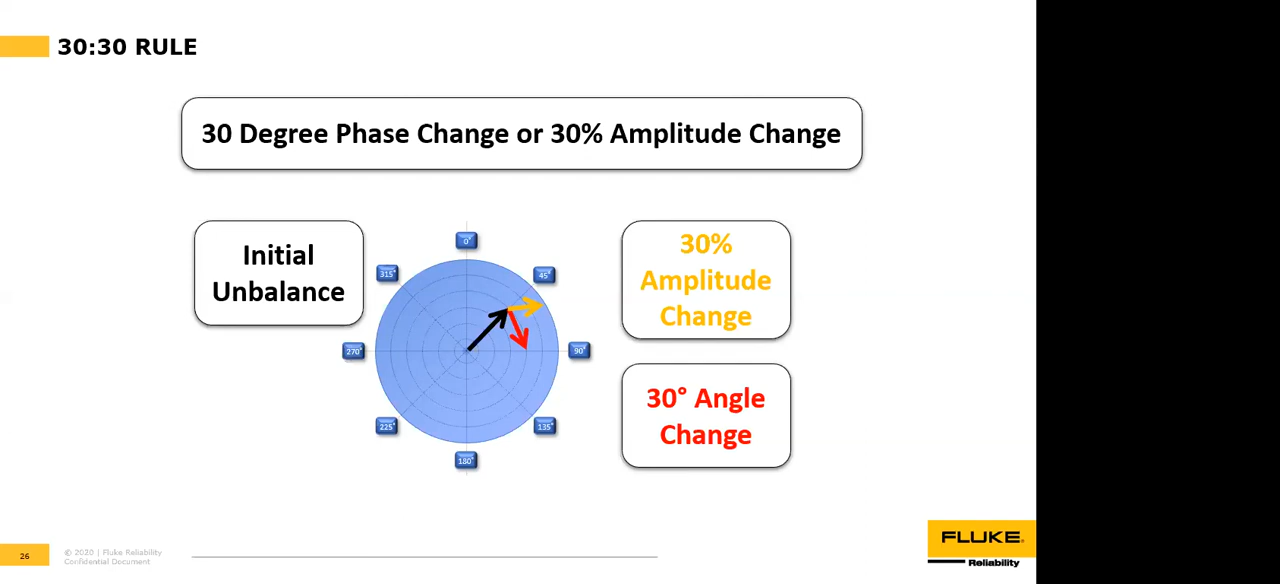 30:30 RULE
30 Degree Phase Change or 30% Amplitude Change
Initial
Unbalance
0°
45°
90°
135°
180°
225°
270°
315°
30%
Amplitude
Change
30° Angle
Change
26
© 2020 | Fluke Reliability
Confidential Document
FLUKE®
Reliability